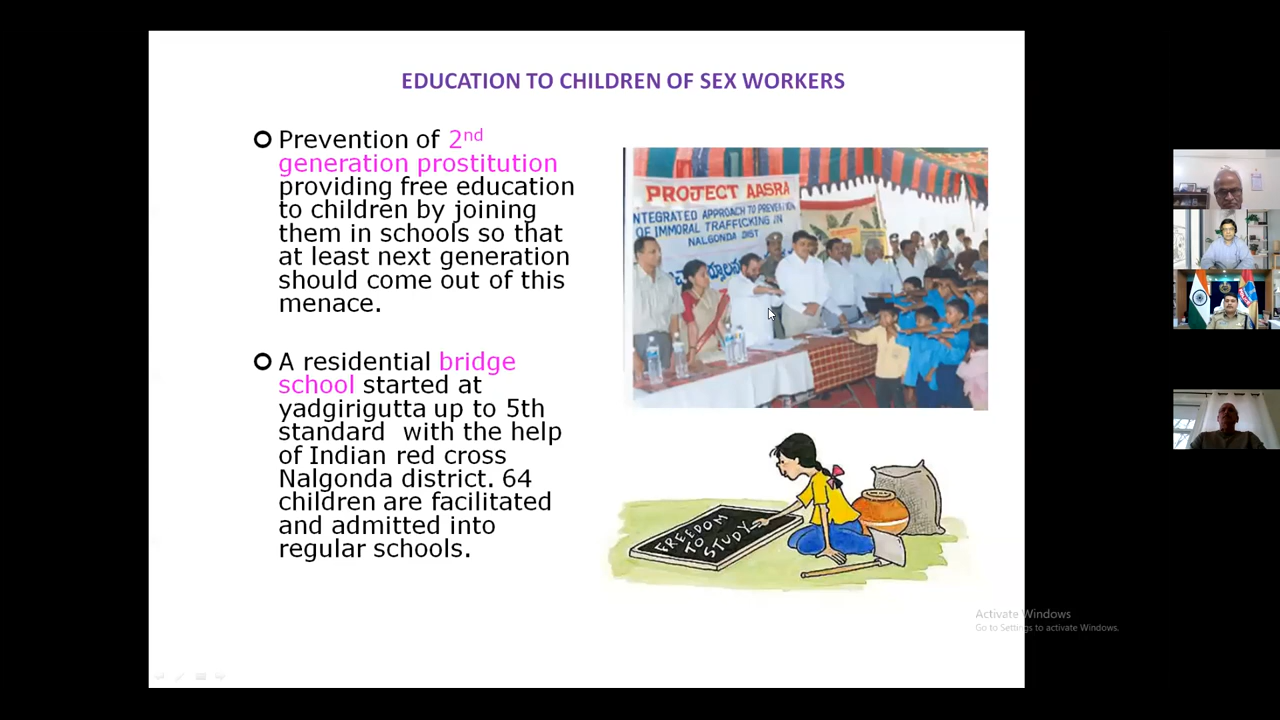 EDUCATION TO CHILDREN OF SEX WORKERS
Prevention of 2nd
generation prostitution
providing free education
to children by joining
them in schools so that
at least next generation
should come out of this
menace.
A residential bridge
school started at
yadgirigutta up to 5th
standard with the help
of Indian red cross
Nalgonda district. 64
children are facilitated
and admitted into
regular schools.
PROJECT AASRA
NTEGRATED APPROACH TO PREVENTION
OF IMMORAL TRAFFICKING IN
NALGONDA DIST
FREEDOM
TO
STUDY
Activate Windows
Go to Settings to activate Windows.